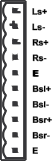 Ls+
Ls-
Rs+
Rs-
E
Bsl+
Bsl-
Bsr+
Bsr-
E